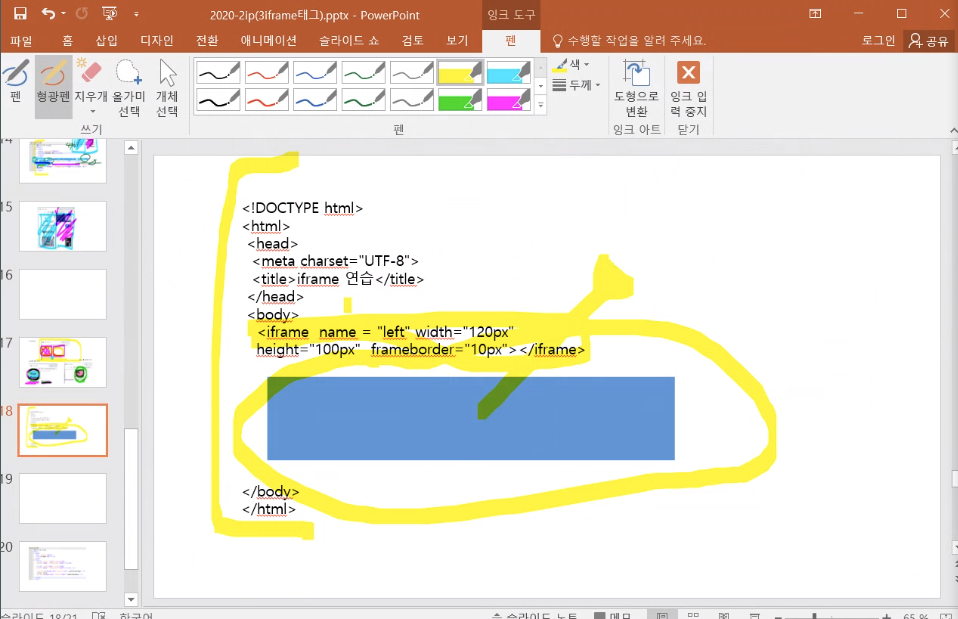 2020-2ip(3iframe태그).pptx - PowerPoint
잉크 도구
파일 홈 삽입 디자인 전환 애니메이션 슬라이드 쇼 검토 보기 펜 수행할 작업을 알려 주세요. 로그인 공유
펜 형광펜 지우개 올가미 선택 개체 선택
색
두께
도형으로 변환
잉크 입력 중지
쓰기 펜 잉크 아트 닫기
14
15
16
17
18
19
20
<!DOCTYPE html>
<html>
<head>
<meta charset="UTF-8">
<title>iframe 연습</title>
</head>
<body>
<iframe name = "left" width="120px"
height="100px" frameborder="10px"></iframe>
</body>
</html>
슬라이드 18/21 한국어 슬라이드 노트 메모 65 %